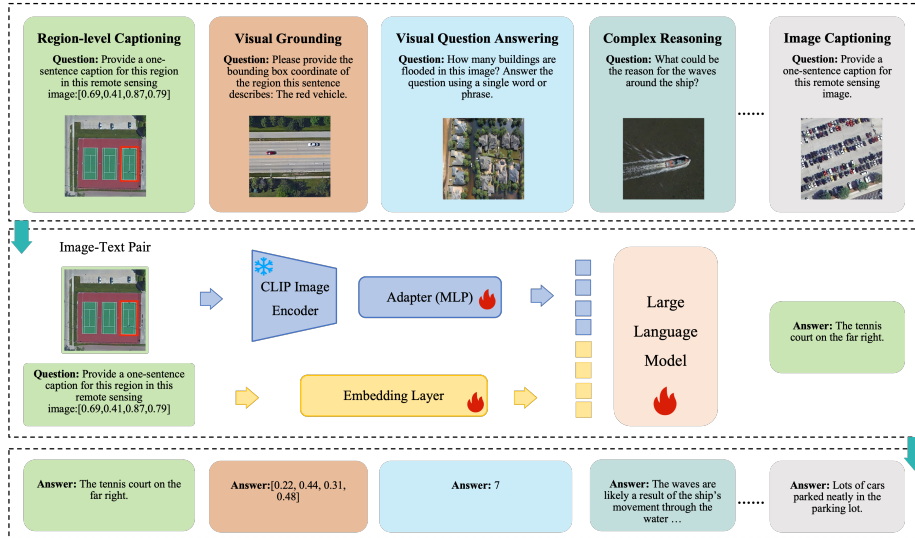 Region-level Captioning
Question: Provide a one-
sentence caption for this region
in this remote sensing
image:[0.69,0.41,0.87,0.79]
Visual Grounding
Question: Please provide the
bounding box coordinate of
the region this sentence
describes: The red vehicle.
Visual Question Answering
Question: How many buildings are
flooded in this image? Answer the
question using a single word or
phrase.
Complex Reasoning
Question: What could be
the reason for the waves
around the ship?
......
Image Captioning
Question: Provide a
one-sentence caption for
this remote sensing
image.
Image-Text Pair
CLIP Image
Encoder
Adapter (MLP)
Large
Language
Model
Answer: The tennis
court on the far right.
Question: Provide a one-sentence
caption for this region in this
remote sensing
image:[0.69,0.41,0.87,0.79]
Embedding Layer
Answer: The tennis court on the
far right.
Answer:[0.22, 0.44, 0.31,
0.48]
Answer: 7
Answer: The waves are
likely a result of the ship's
movement through the
water ...
......
Answer: Lots of cars
parked neatly in the
parking lot.